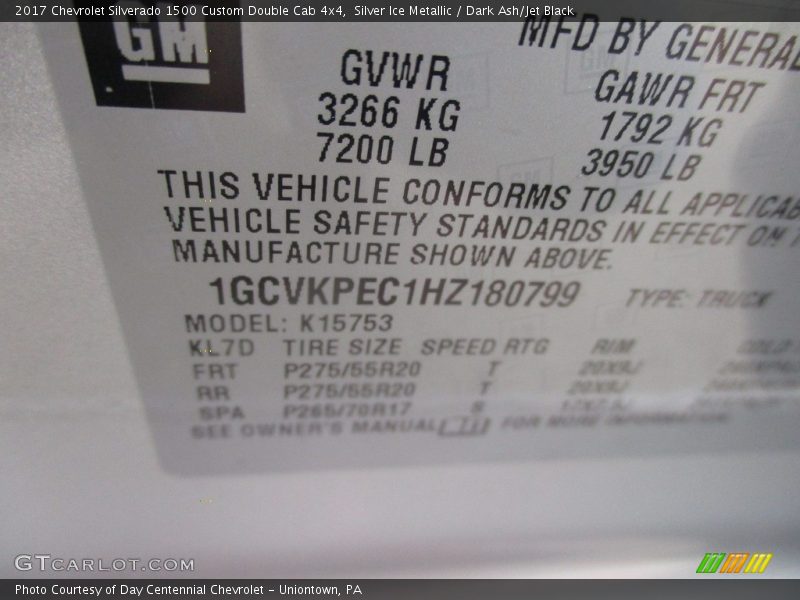 2017 Chevrolet Silverado 1500 Custom Double Cab 4x4, Silver Ice Metallic / Dark Ash/Jet Black
GM
MFD BY GENERAL
GVWR GAWR FRT
3266 KG 1792 KG
7200 LB 3950 LB
THIS VEHICLE CONFORMS TO ALL
VEHICLE SAFETY STANDARDS IN EFFECT ON
MANUFACTURE SHOWN ABOVE.
1GCVKPEC1HZ180799 TYPE: TRUCK
MODEL: K15753
KL7D TIRE SIZE SPEED RTG RIM COLD
FRT P275/55R20 T 20X9J
RR P275/55R20 T 20X9J
SPA P265/70R17 S
SEE OWNER'S MANUAL FOR MORE INFORMATION
GTCARLOT.COM
Photo Courtesy of Day Centennial Chevrolet - Uniontown, PA